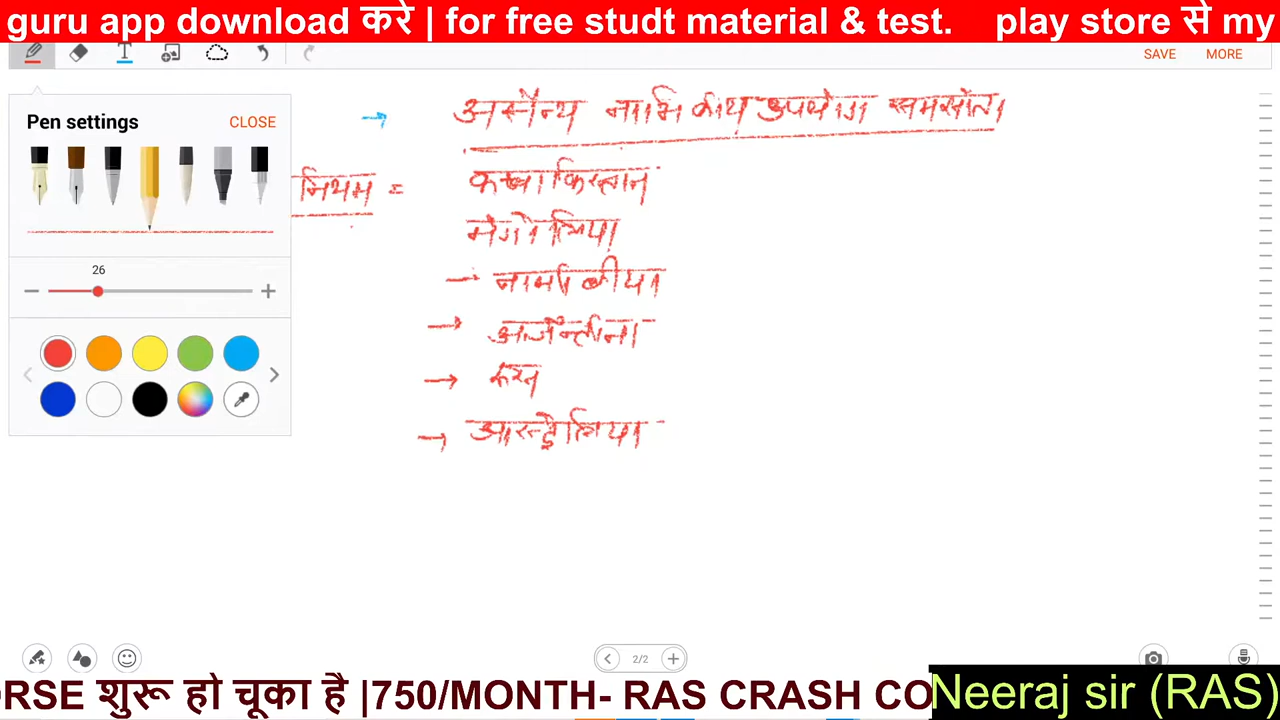 guru app download करे | for free studt material & test. play store से my
SAVE MORE
Pen settings CLOSE
26
→ असैन्य नाभिकीय उपयोग समझोता
नियम =
कजाकिस्तान
मंगोलिया
→ नामीबीया
→ अर्जेन्तीना
→
→ आस्ट्रेलिया
2/2
ORSE शुरू हो चूका है |750/MONTH- RAS CRASH CO
Neeraj sir (RAS)